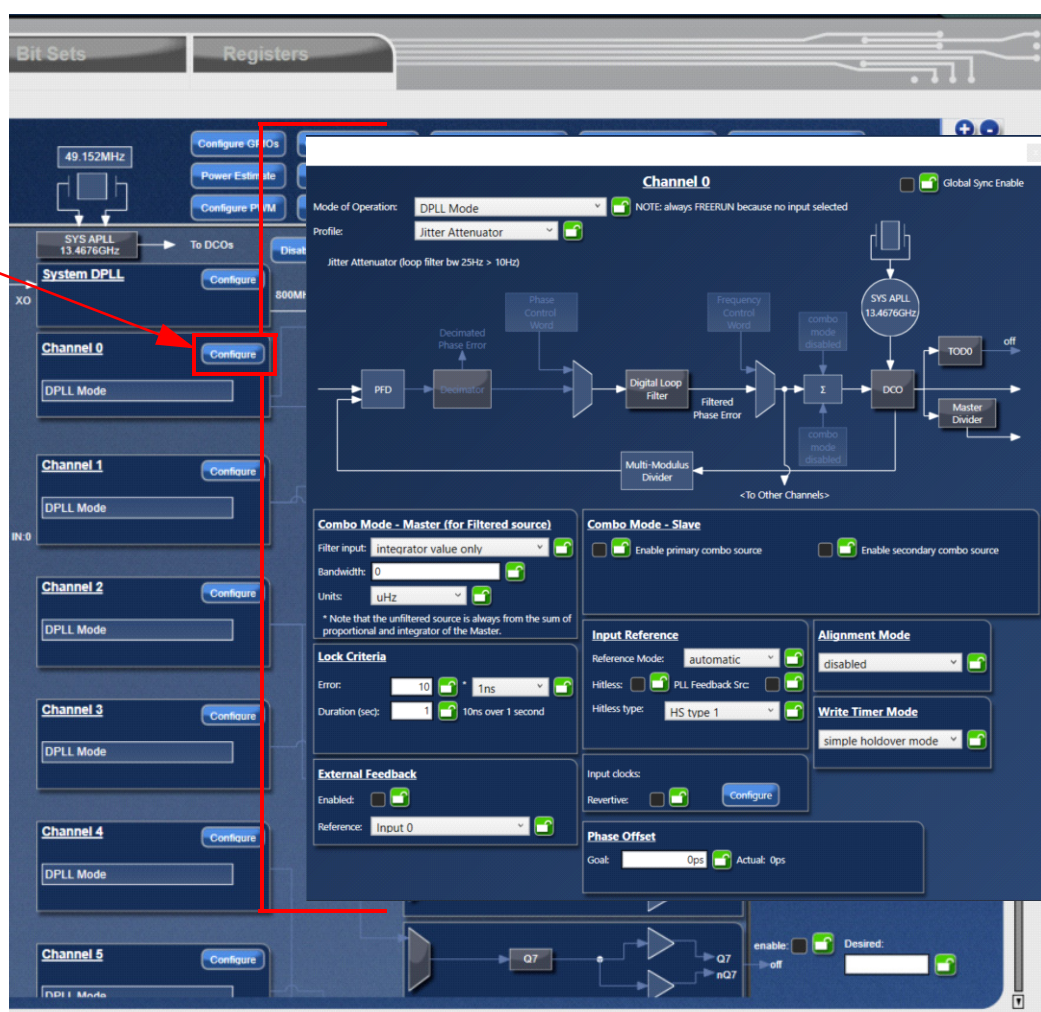 Bit Sets
Registers
49.152MHz
Configure GPIOs
Power Estimate
Configure PWM
SYS APLL
13.4676GHz
To DCOs
System DPLL
Configure
XO
Channel 0
Configure
DPLL Mode
Channel 1
Configure
DPLL Mode
IN:0
Channel 2
Configure
DPLL Mode
Channel 3
Configure
DPLL Mode
Channel 4
Configure
DPLL Mode
Channel 5
Configure
DPLL Mode
Channel 0
Global Sync Enable
Mode of Operation:
DPLL Mode
NOTE: always FREERUN because no input selected
Profile:
Jitter Attenuator
Jitter Attenuator (loop filter bw 25Hz > 10Hz)
Phase
Control
Word
Frequency
Control
Word
SYS APLL
13.4676GHz
combo
mode
disabled
Decimated
Phase Error
TOD0
off
PFD
Decimator
Digital Loop
Filter
Filtered
Phase Error
Σ
DCO
Master
Divider
combo
mode
disabled
Multi-Modulus
Divider
<To Other Channels>
Combo Mode - Master (for Filtered source)
Filter input:
integrator value only
Bandwidth:
0
Units:
uHz
* Note that the unfiltered source is always from the sum of
proportional and integrator of the Master.
Combo Mode - Slave
Enable primary combo source
Enable secondary combo source
Lock Criteria
Error:
10
*
1ns
Duration (sec):
1
10ns over 1 second
Input Reference
Reference Mode:
automatic
Hitless:
PLL Feedback Src:
Hitless type:
HS type 1
Alignment Mode
disabled
Write Timer Mode
simple holdover mode
External Feedback
Enabled:
Reference:
Input 0
Input clocks:
Revertive:
Configure
Phase Offset
Goal:
0ps
Actual: 0ps
Q7
Q7
nQ7
enable:
off
Desired: